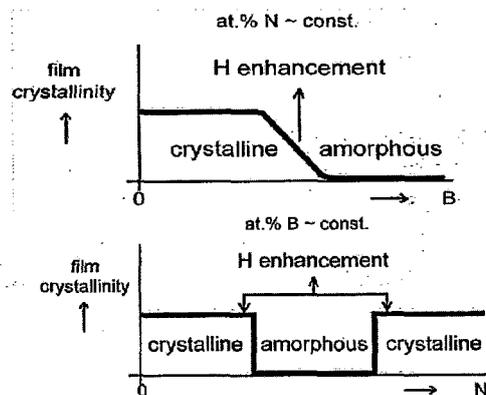 at.% N ~ const.
film
crystallinity
H enhancement
crystalline
amorphous
0
B
at.% B ~ const.
film
crystallinity
H enhancement
crystalline
amorphous
crystalline
0
N